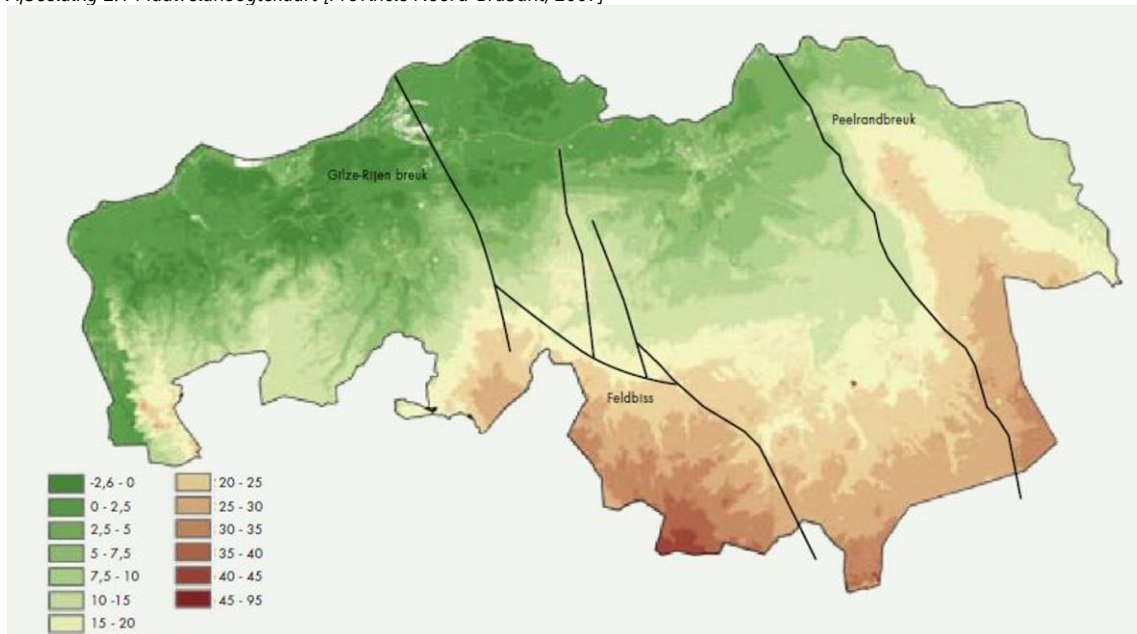 Peelrandbreuk
Gilze-Rijen breuk
Feldbiss
-2,6 - 0
0 - 2,5
2,5 - 5
5 - 7,5
7,5 - 10
10 -15
15 - 20
20 - 25
25 - 30
30 - 35
35 - 40
40 - 45
45 - 95